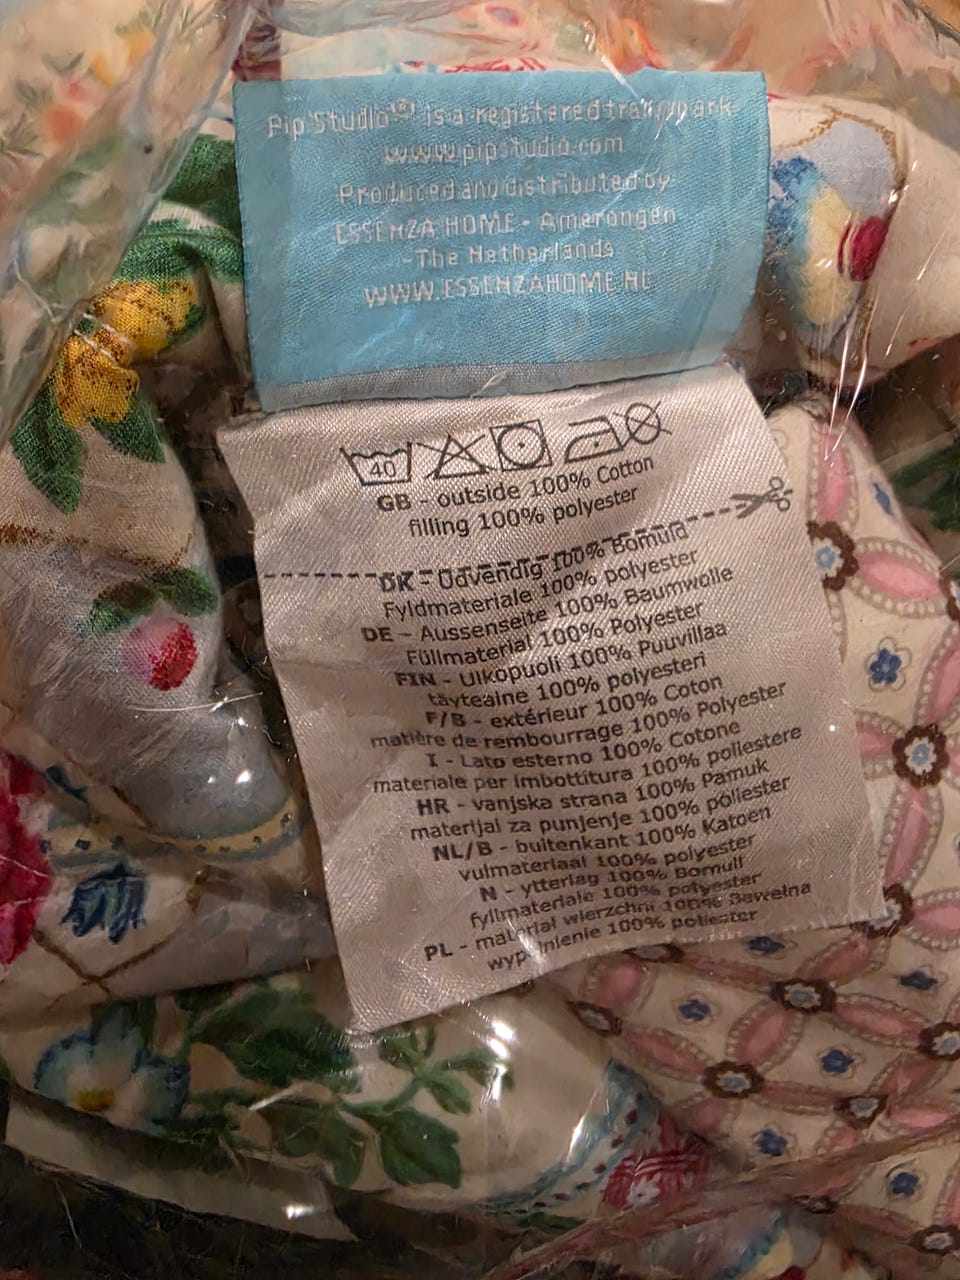 Pip Studio® is a registered trademark
www.pipstudio.com
Produced and distributed by
ESSENZA HOME - Amerongen
-The Netherlands
WWW.ESSENZAHOME.NL
40
GB - outside 100% Cotton
filling 100% polyester
DK - Udvendig 100% Bomuld
Fyldmateriale 100% polyester
DE - Aussenseite 100% Baumwolle
Füllmaterial 100% Polyester
FIN - Ulkopuoli 100% Puuvillaa
täyteaine 100% polyesteri
F/B - extérieur 100% Coton
matière de rembourrage 100% Polyester
I - Lato esterno 100% Cotone
materiale per imbottitura 100% poliestere
HR - vanjska strana 100% Pamuk
materijal za punjenje 100% poliester
NL/B - buitenkant 100% Katoen
vulmateriaal 100% polyester
N - ytterlag 100% Bomull
fyllmateriale 100% polyester
PL - materiał wierzchni 100% Bawełna
100% poliester